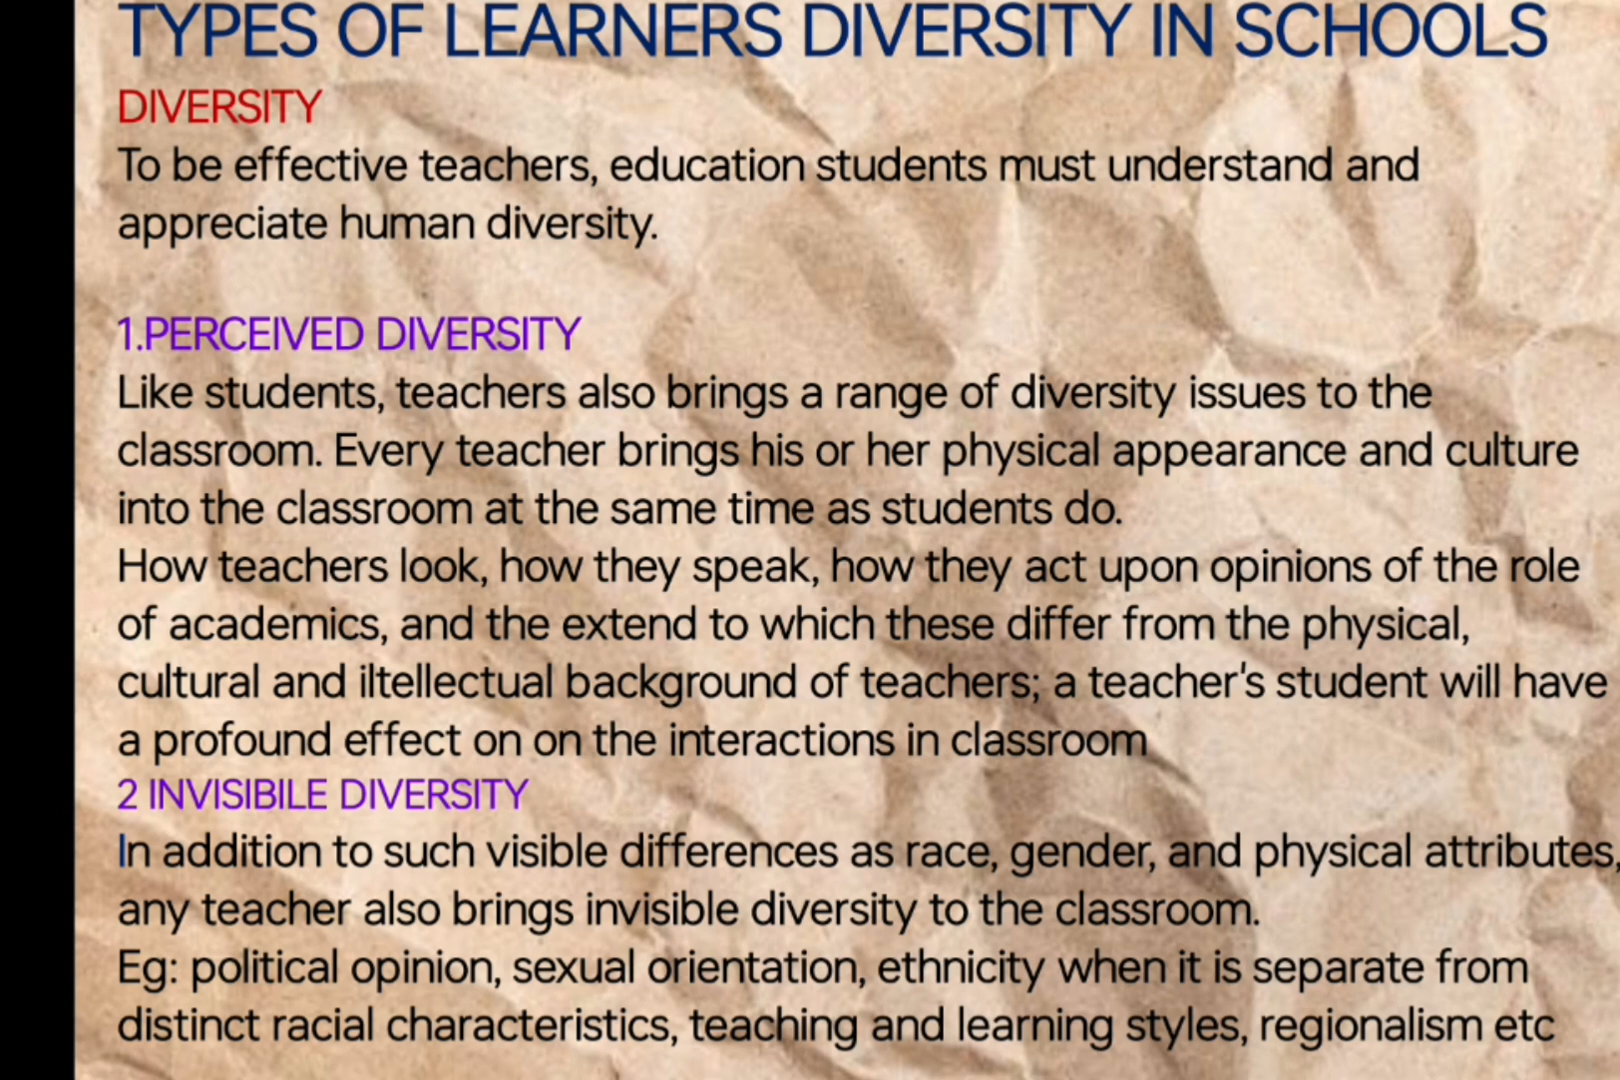 TYPES OF LEARNERS DIVERSITY IN SCHOOLS
DIVERSITY
To be effective teachers, education students must understand and
appreciate human diversity.
1.PERCEIVED DIVERSITY
Like students, teachers also brings a range of diversity issues to the
classroom. Every teacher brings his or her physical appearance and culture
into the classroom at the same time as students do.
How teachers look, how they speak, how they act upon opinions of the role
of academics, and the extend to which these differ from the physical,
cultural and iltellectual background of teachers; a teacher's student will have
a profound effect on on the interactions in classroom
2 INVISIBILE DIVERSITY
In addition to such visible differences as race, gender, and physical attributes,
any teacher also brings invisible diversity to the classroom.
Eg: political opinion, sexual orientation, ethnicity when it is separate from
distinct racial characteristics, teaching and learning styles, regionalism etc